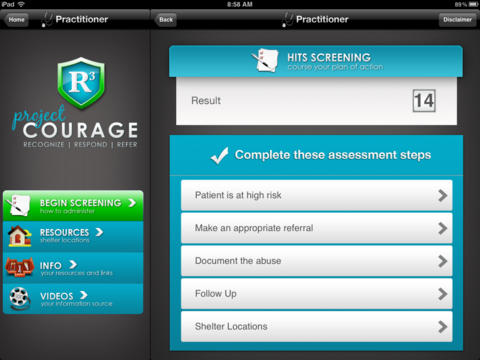 iPad
8:58 AM
89%
Home
Practitioner
Back
Practitioner
Disclaimer
R3
project
COURAGE
RECOGNIZE | RESPOND | REFER
BEGIN SCREENING
how to administer
RESOURCES
shelter locations
INFO
your resources and links
VIDEOS
your information source
HITS SCREENING
course your plan of action
Result
14
Complete these assessment steps
Patient is at high risk
Make an appropriate referral
Document the abuse
Follow Up
Shelter Locations